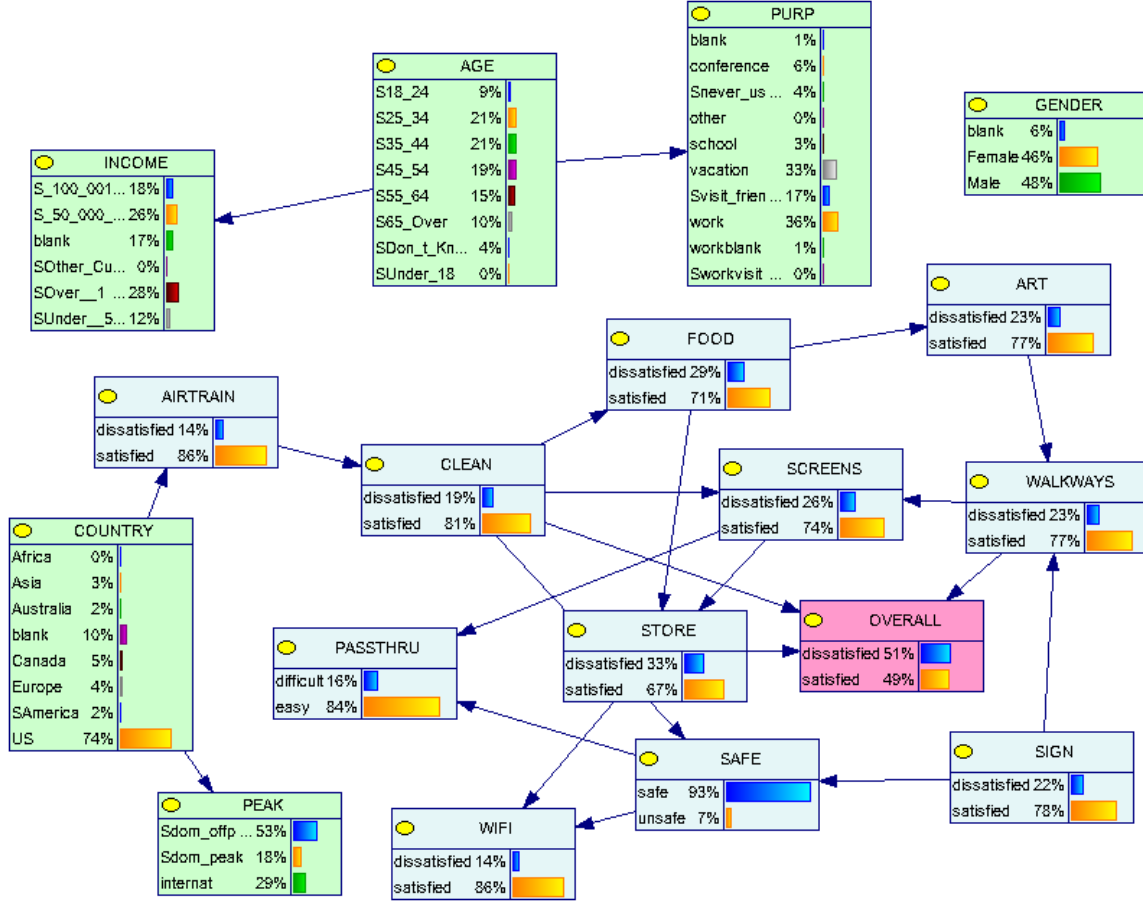 PURP
blank 1%
conference 6%
Snever_us ... 4%
other 0%
school 3%
vacation 33%
Svisit_frien ... 17%
work 36%
workblank 1%
Sworkvisit ... 0%
AGE
S18_24 9%
S25_34 21%
S35_44 21%
S45_54 19%
S55_64 15%
S65_Over 10%
SDon_t_Kn... 4%
SUnder_18 0%
GENDER
blank 6%
Female 46%
Male 48%
INCOME
S_100_001... 18%
S_50_000_... 26%
blank 17%
SOther_Cu... 0%
SOver__1 ... 28%
SUnder__5... 12%
ART
dissatisfied 23%
satisfied 77%
FOOD
dissatisfied 29%
satisfied 71%
AIRTRAIN
dissatisfied 14%
satisfied 86%
CLEAN
dissatisfied 19%
satisfied 81%
SCREENS
dissatisfied 26%
satisfied 74%
WALKWAYS
dissatisfied 23%
satisfied 77%
COUNTRY
Africa 0%
Asia 3%
Australia 2%
blank 10%
Canada 5%
Europe 4%
SAmerica 2%
US 74%
PASSTHRU
difficult 16%
easy 84%
STORE
dissatisfied 33%
satisfied 67%
OVERALL
dissatisfied 51%
satisfied 49%
SAFE
safe 93%
unsafe 7%
SIGN
dissatisfied 22%
satisfied 78%
PEAK
Sdom_offp ... 53%
Sdom_peak 18%
internat 29%
WIFI
dissatisfied 14%
satisfied 86%